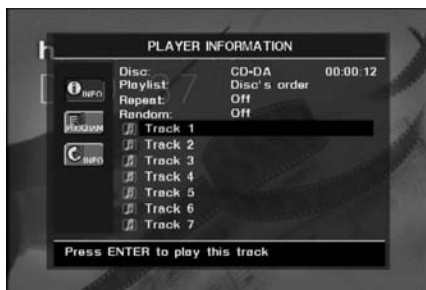 PLAYER INFORMATION
Disc: CD-DA 00:00:12
Playlist: Disc's order
Repeat: Off
Random: Off
INFO
Track 1
PROGRAM
Track 2
INFO
Track 3
Track 4
Track 5
Track 6
Track 7
Press ENTER to play this track